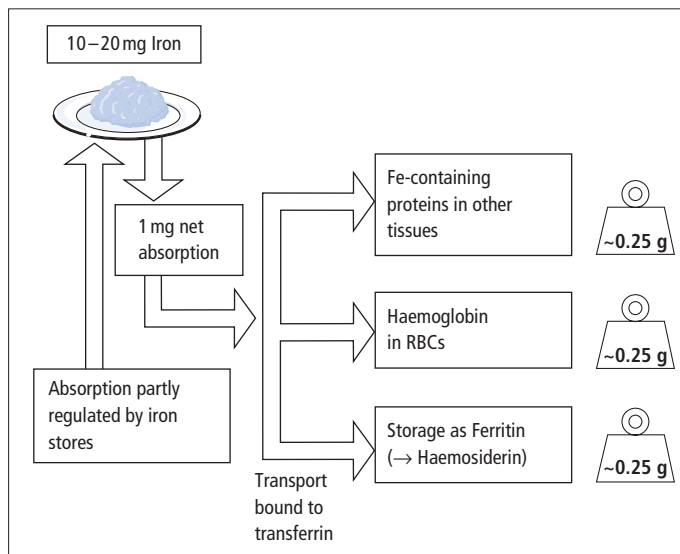 10–20 mg Iron
1 mg net
absorption
Absorption partly
regulated by iron
stores
Transport
bound to
transferrin
Fe-containing
proteins in other
tissues
~0.25 g
Haemoglobin
in RBCs
~0.25 g
Storage as Ferritin
(→ Haemosiderin)
~0.25 g